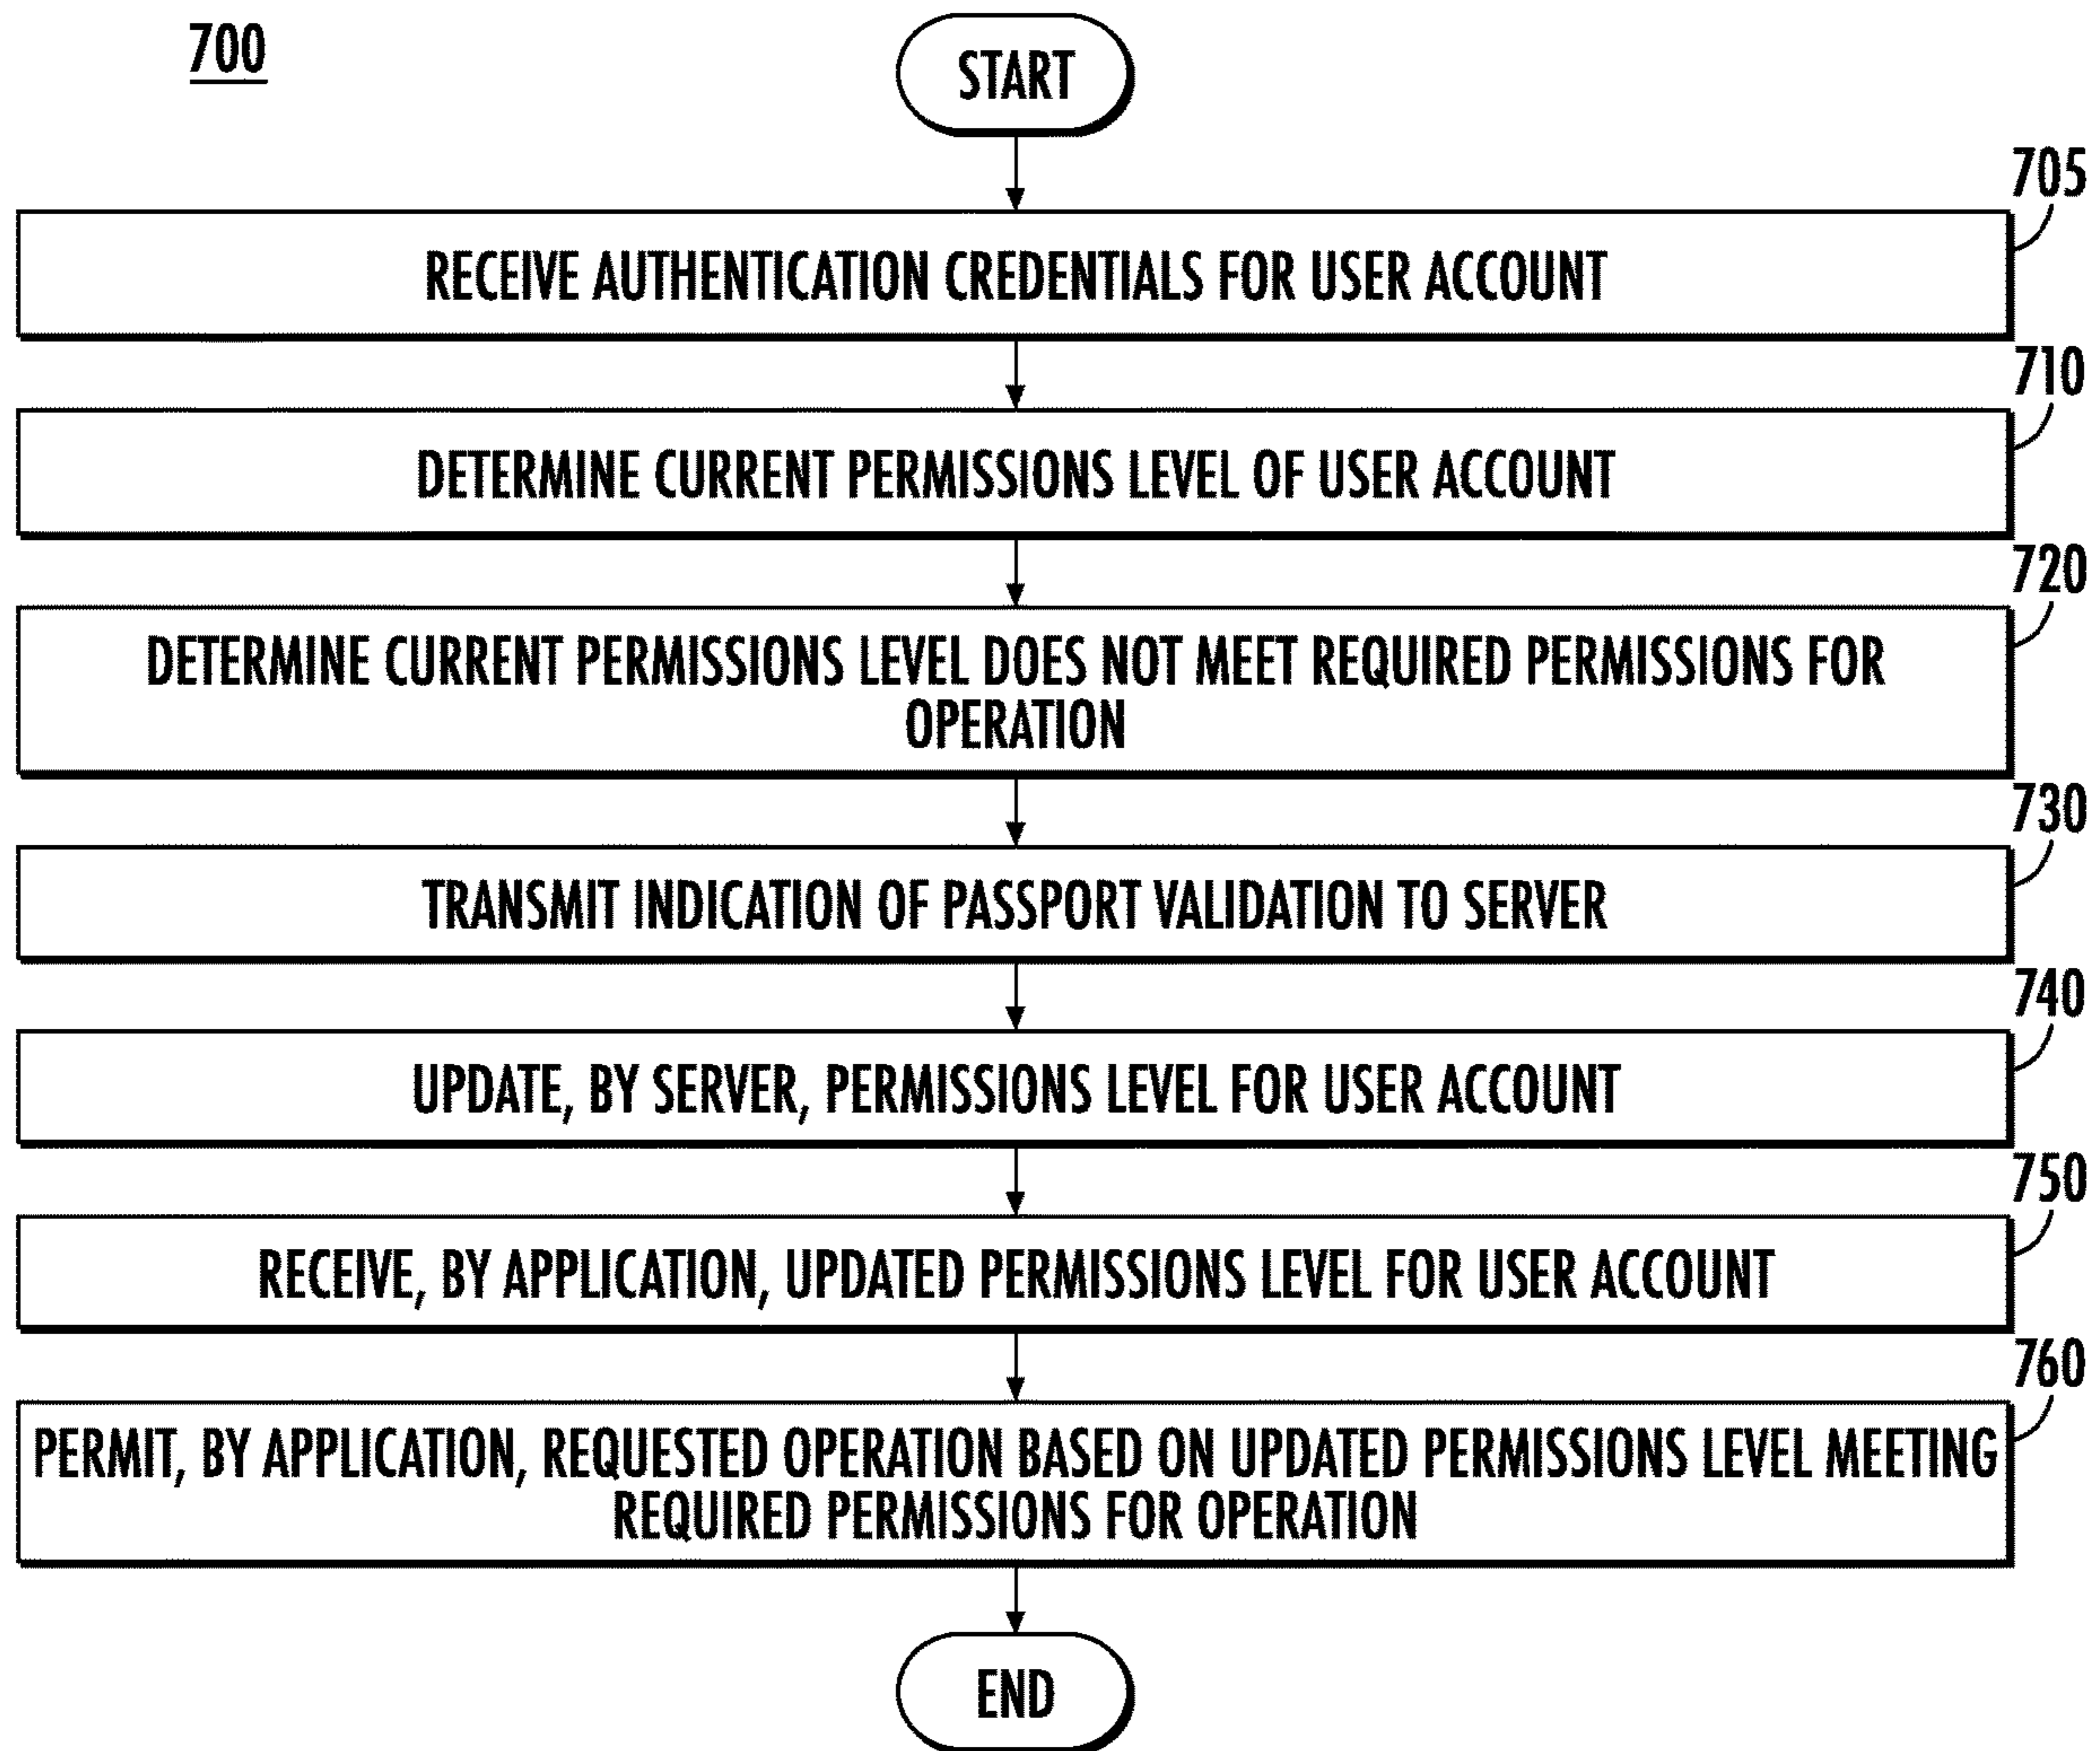 700
START
705
RECEIVE AUTHENTICATION CREDENTIALS FOR USER ACCOUNT
710
DETERMINE CURRENT PERMISSIONS LEVEL OF USER ACCOUNT
720
DETERMINE CURRENT PERMISSIONS LEVEL DOES NOT MEET REQUIRED PERMISSIONS FOR
OPERATION
730
TRANSMIT INDICATION OF PASSPORT VALIDATION TO SERVER
740
UPDATE, BY SERVER, PERMISSIONS LEVEL FOR USER ACCOUNT
750
RECEIVE, BY APPLICATION, UPDATED PERMISSIONS LEVEL FOR USER ACCOUNT
760
PERMIT, BY APPLICATION, REQUESTED OPERATION BASED ON UPDATED PERMISSIONS LEVEL MEETING
REQUIRED PERMISSIONS FOR OPERATION
END